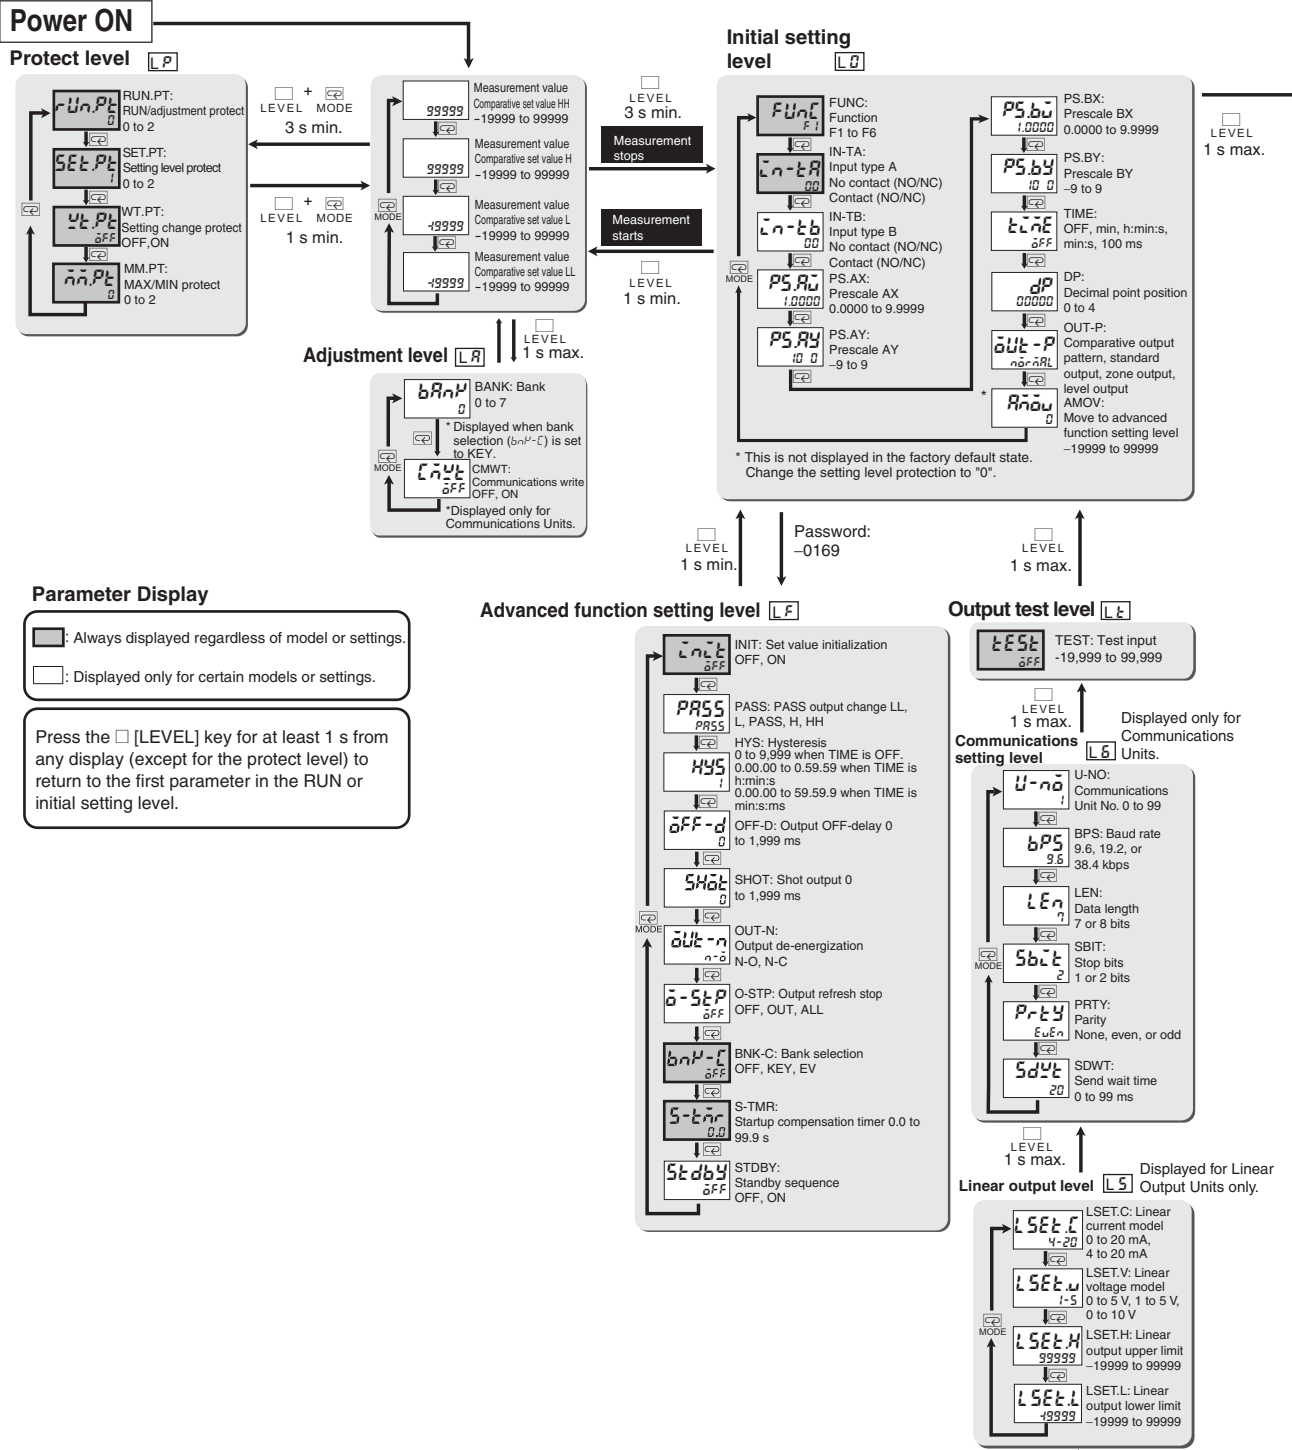 Power ON
Protect level LP
RUN.PT:
RUN/adjustment protect
0 to 2
SET.PT:
Setting level protect
0 to 2
WT.PT:
Setting change protect
OFF,ON
MM.PT:
MAX/MIN protect
0 to 2
LEVEL + MODE
3 s min.
LEVEL + MODE
1 s min.
Measurement value
Comparative set value HH
−19999 to 99999
99999
Measurement value
Comparative set value H
−19999 to 99999
99999
Measurement value
Comparative set value L
−19999 to 99999
-19999
Measurement value
Comparative set value LL
−19999 to 99999
-19999
MODE
LEVEL
3 s min.
Measurement
stops
Measurement
starts
LEVEL
1 s min.
LEVEL
1 s max.
Adjustment level LA
BANK: Bank
0 to 7
* Displayed when bank
selection (bnk-c) is set
to KEY.
MODE
CMWT:
Communications write
OFF, ON
*Displayed only for
Communications Units.
Initial setting
level L0
FUNC:
Function
F1 to F6
IN-TA:
Input type A
No contact (NO/NC)
Contact (NO/NC)
IN-TB:
Input type B
No contact (NO/NC)
Contact (NO/NC)
MODE
PS.AX:
Prescale AX
0.0000 to 9.9999
1.0000
PS.AY:
Prescale AY
−9 to 9
10 0
PS.BX:
Prescale BX
0.0000 to 9.9999
1.0000
PS.BY:
Prescale BY
−9 to 9
10 0
TIME:
OFF, min, h:min:s,
min:s, 100 ms
DP:
Decimal point position
0 to 4
00000
OUT-P:
Comparative output
pattern, standard
output, zone output,
level output
*
AMOV:
Move to advanced
function setting level
−19999 to 99999
* This is not displayed in the factory default state.
Change the setting level protection to "0".
LEVEL
1 s max.
LEVEL
1 s min.
Password:
−0169
LEVEL
1 s max.
Parameter Display
: Always displayed regardless of model or settings.
: Displayed only for certain models or settings.
Press the □ [LEVEL] key for at least 1 s from
any display (except for the protect level) to
return to the first parameter in the RUN or
initial setting level.
Advanced function setting level LF
INIT: Set value initialization
OFF, ON
PASS: PASS output change LL,
L, PASS, H, HH
HYS: Hysteresis
0 to 9,999 when TIME is OFF.
0.00.00 to 0.59.59 when TIME is
h:min:s
0.00.00 to 59.59.9 when TIME is
min:s:ms
OFF-D: Output OFF-delay 0
to 1,999 ms
SHOT: Shot output 0
to 1,999 ms
MODE
OUT-N:
Output de-energization
N-O, N-C
O-STP: Output refresh stop
OFF, OUT, ALL
BNK-C: Bank selection
OFF, KEY, EV
S-TMR:
Startup compensation timer 0.0 to
99.9 s
STDBY:
Standby sequence
OFF, ON
Output test level Lt
TEST: Test input
-19,999 to 99,999
LEVEL
1 s max.
Displayed only for
Communications
Units.
Communications
setting level L6
U-NO:
Communications
Unit No. 0 to 99
BPS: Baud rate
9.6, 19.2, or
38.4 kbps
LEN:
Data length
7 or 8 bits
MODE
SBIT:
Stop bits
1 or 2 bits
PRTY:
Parity
None, even, or odd
SDWT:
Send wait time
0 to 99 ms
LEVEL
1 s max.
Displayed for Linear
Output Units only.
Linear output level L5
LSET.C: Linear
current model
0 to 20 mA,
4 to 20 mA
LSET.V: Linear
voltage model
0 to 5 V, 1 to 5 V,
0 to 10 V
MODE
LSET.H: Linear
output upper limit
−19999 to 99999
LSET.L: Linear
output lower limit
−19999 to 99999